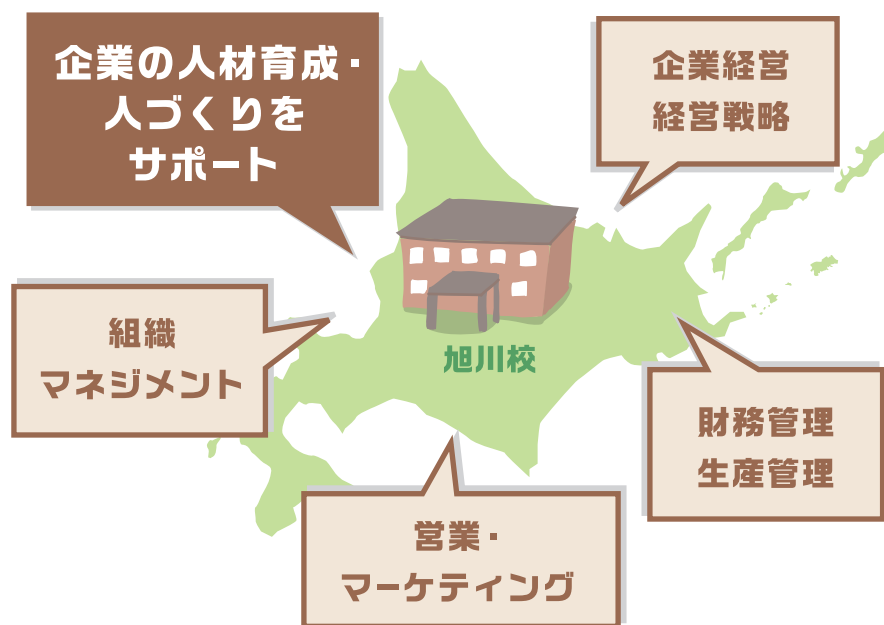 企業の人材育成・
人づくりを
サポート
企業経営
経営戦略
組織
マネジメント
旭川校
財務管理
生産管理
営業・
マーケティング